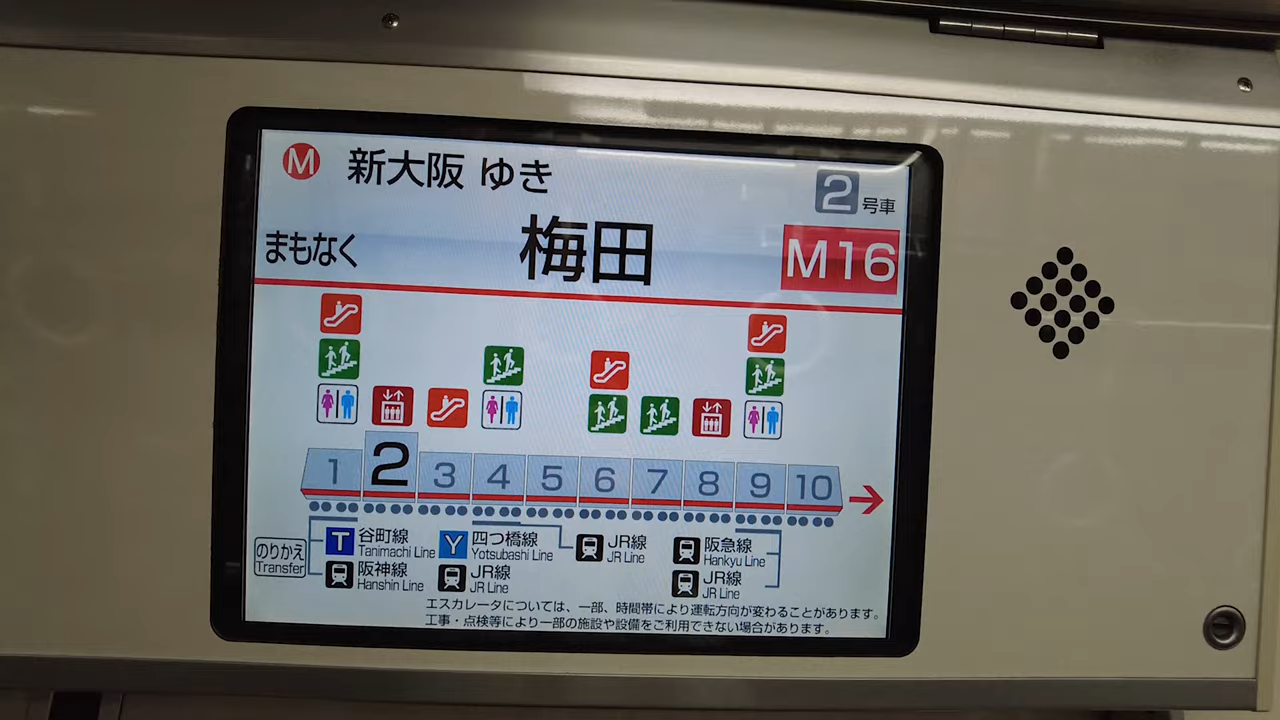 M 新大阪 ゆき
2 号車
まもなく 梅田 M16
1 2 3 4 5 6 7 8 9 10
のりかえ
Transfer
T 谷町線
Tanimachi Line
阪神線
Hanshin Line
Y 四つ橋線
Yotsubashi Line
JR線
JR Line
JR線
JR Line
阪急線
Hankyu Line
JR線
JR Line
エスカレータについては、一部、時間帯により運転方向が変わることがあります。
工事・点検等により一部の施設や設備をご利用できない場合があります。